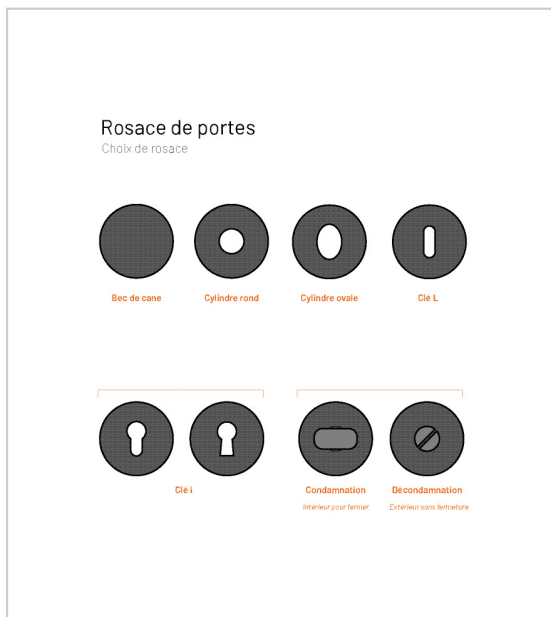 Rosace de portes
Choix de rosace
Bec de cane
Cylindre rond
Cylindre ovale
Clé L
Clé i
Condamnation
Décondamnation
Intérieur pour fermer
Extérieur sans fermeture